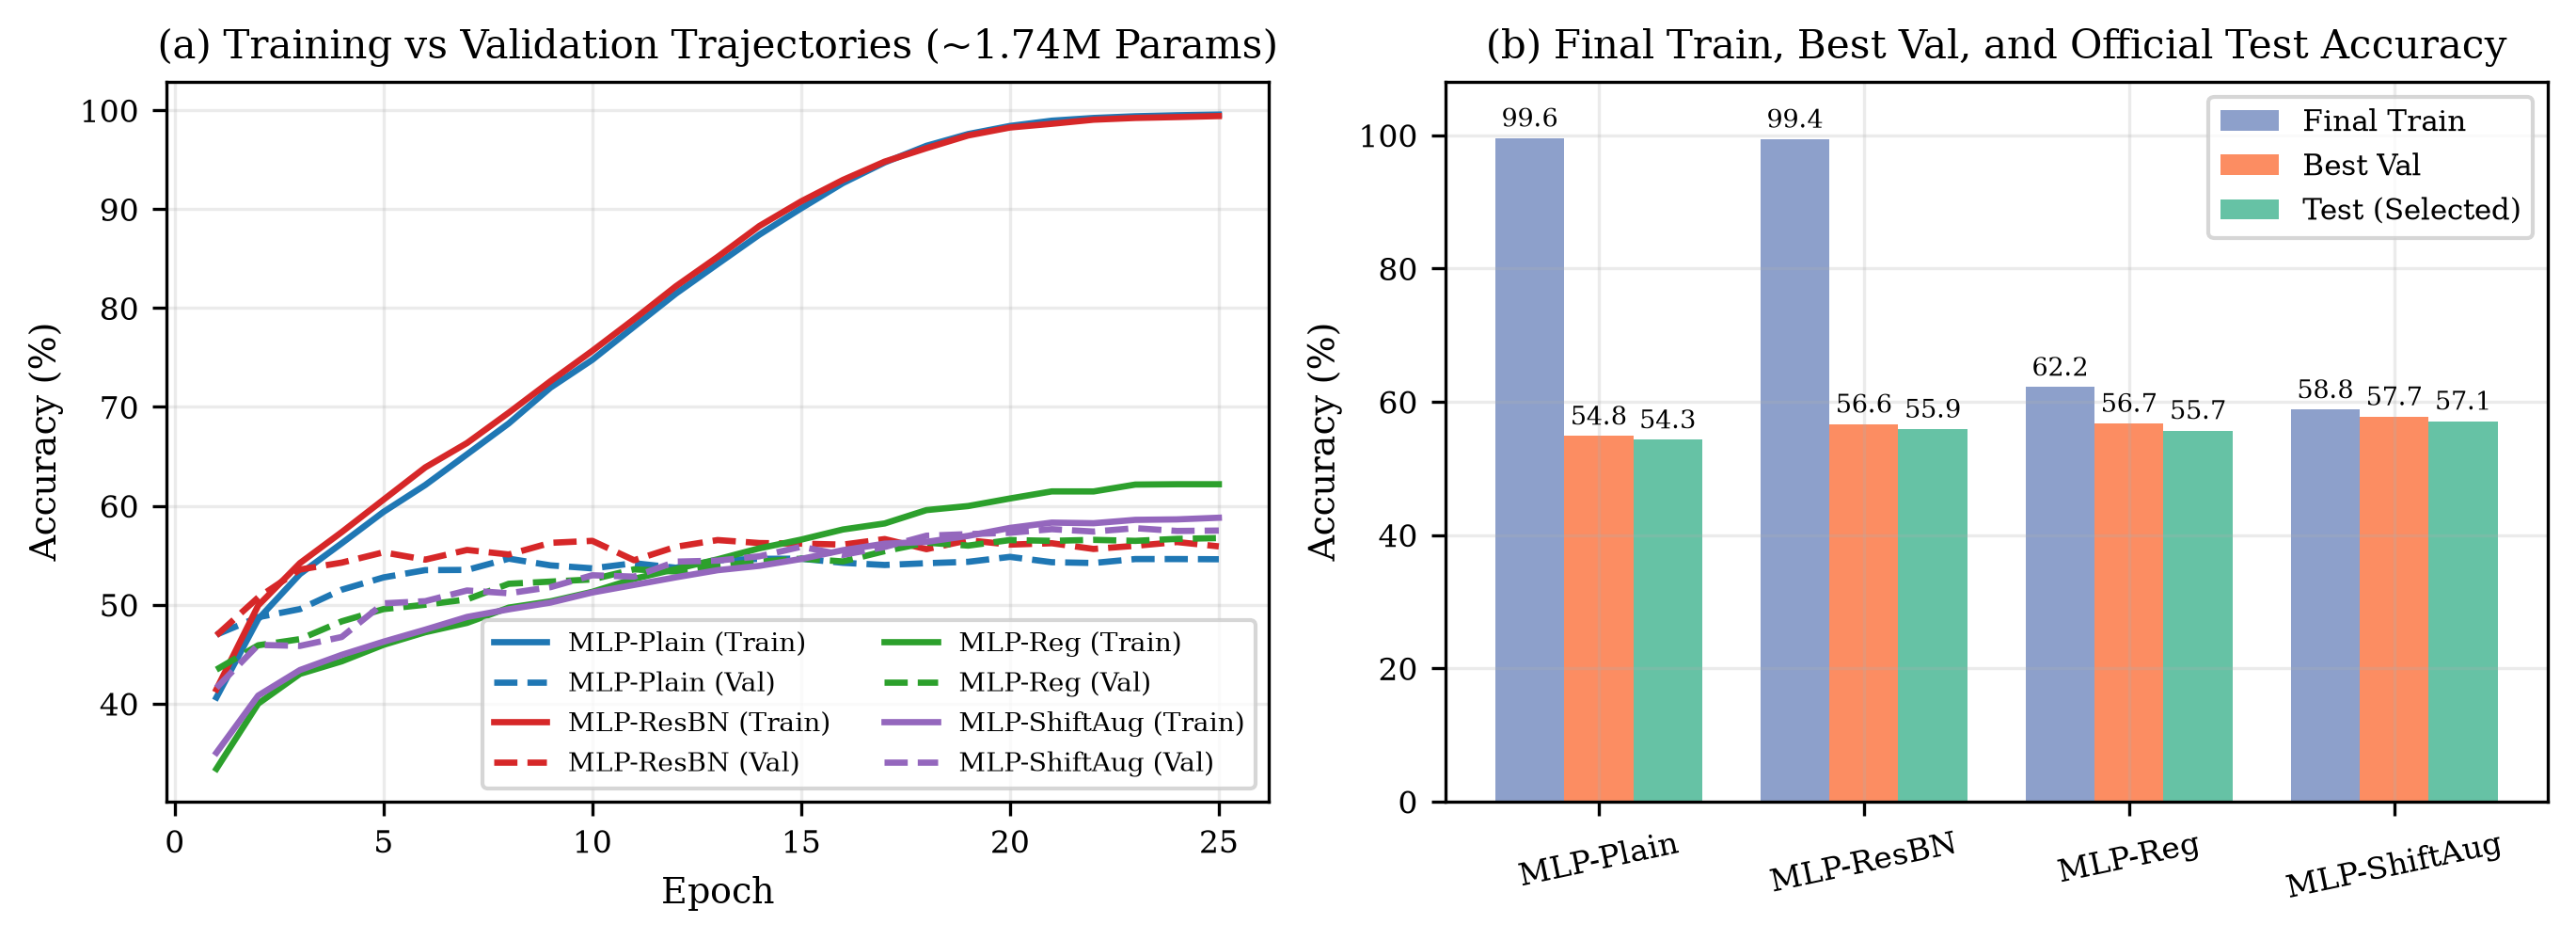 (a) Training vs Validation Trajectories (~1.74M Params)
100
90
80
70
60
50
40
Accuracy (%)
0 5 10 15 20 25
Epoch
MLP-Plain (Train)
MLP-Plain (Val)
MLP-ResBN (Train)
MLP-ResBN (Val)
MLP-Reg (Train)
MLP-Reg (Val)
MLP-ShiftAug (Train)
MLP-ShiftAug (Val)
(b) Final Train, Best Val, and Official Test Accuracy
100
80
60
40
20
0
Accuracy (%)
99.6 54.8 54.3
99.4 56.6 55.9
62.2 56.7 55.7
58.8 57.7 57.1
Final Train
Best Val
Test (Selected)
MLP-Plain
MLP-ResBN
MLP-Reg
MLP-ShiftAug